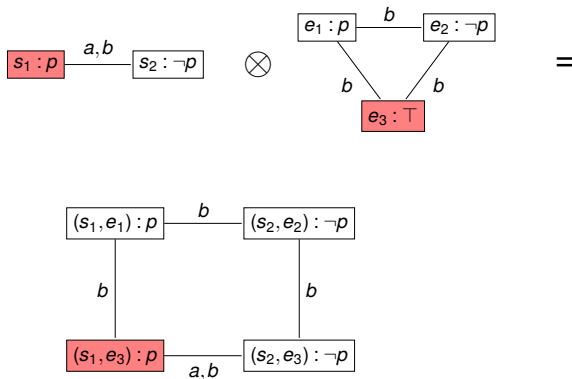 s₁ : p
a,b
s₂ : ¬p
⊗
e₁ : p
b
e₂ : ¬p
b
b
e₃ : ⊤
=
(s₁,e₁) : p
b
(s₂,e₂) : ¬p
b
b
(s₁,e₃) : p
a,b
(s₂,e₃) : ¬p